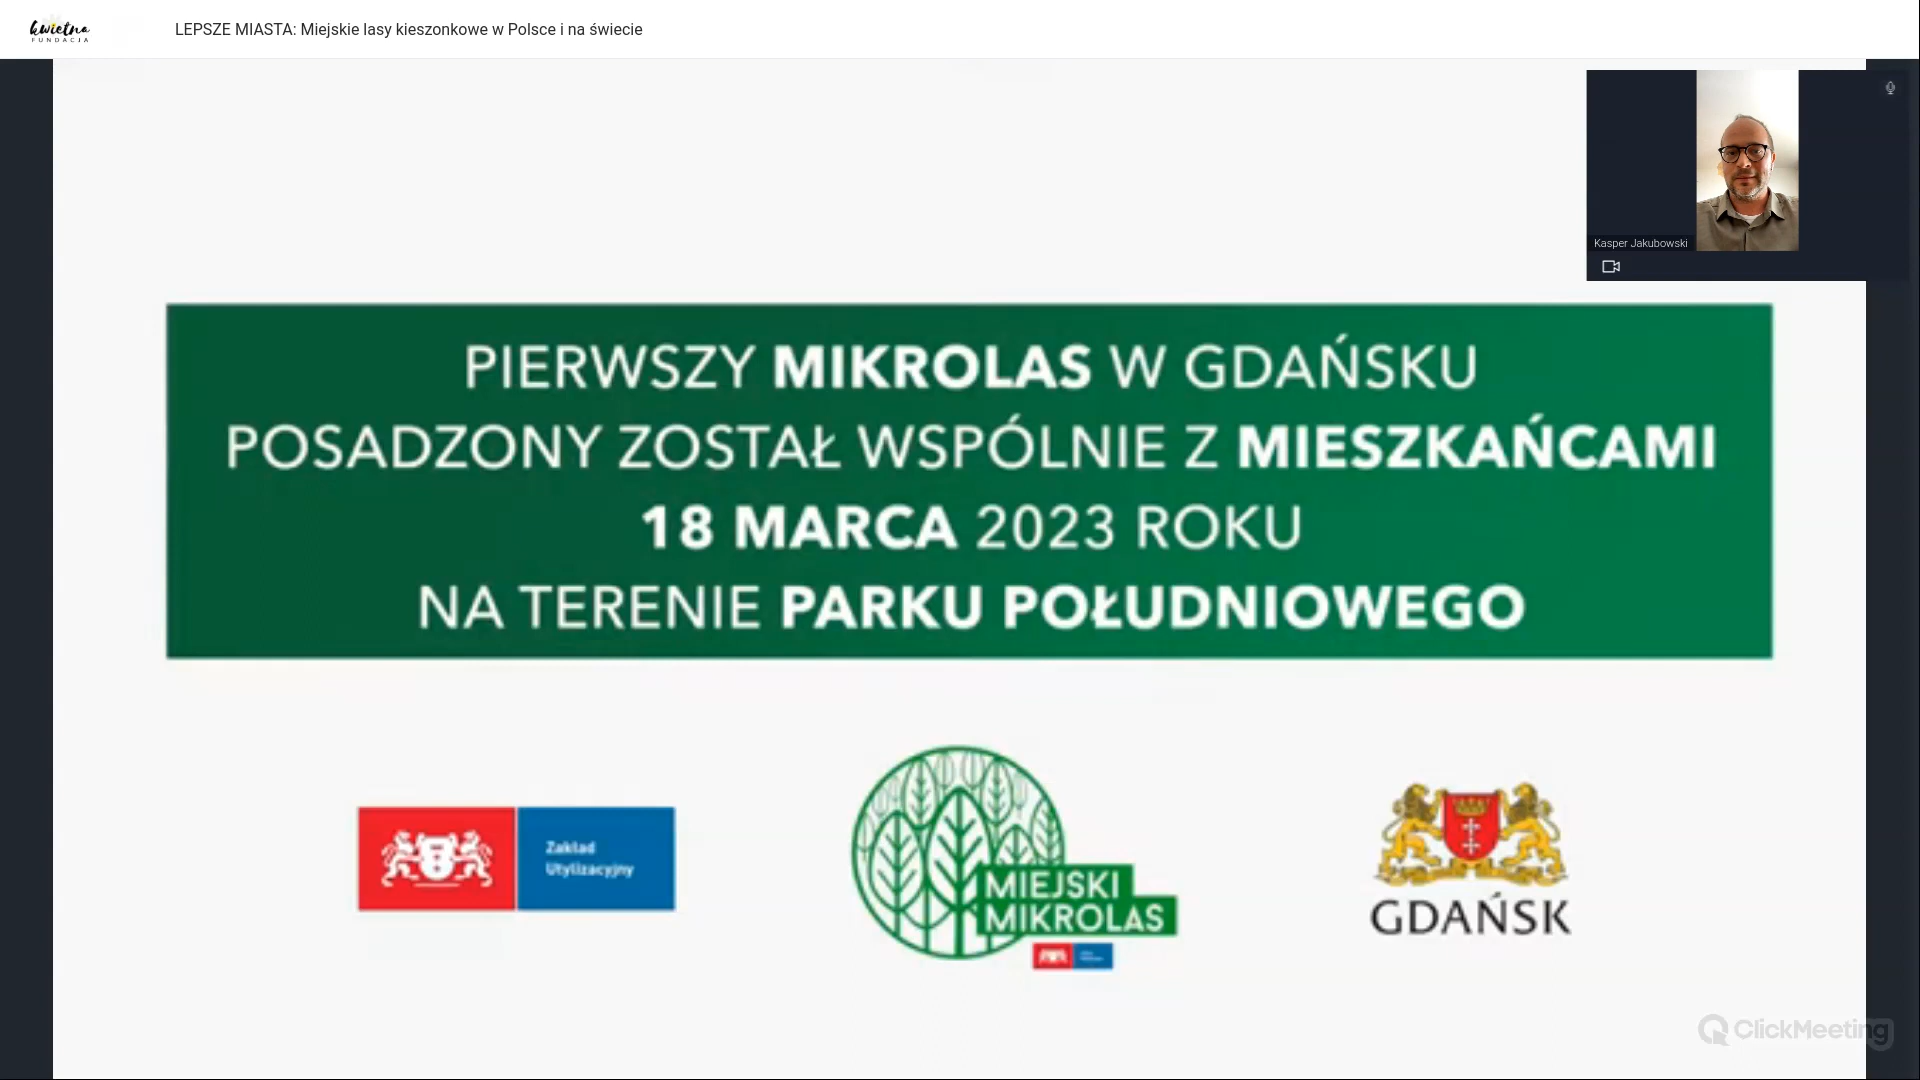 kwietna
FUNDACJA
LEPSZE MIASTA: Miejskie lasy kieszonkowe w Polsce i na świecie
Kasper Jakubowski
PIERWSZY MIKROLAS W GDAŃSKU
POSADZONY ZOSTAŁ WSPÓLNIE Z MIESZKAŃCAMI
18 MARCA 2023 ROKU
NA TERENIE PARKU POŁUDNIOWEGO
Zakład
Utylizacyjny
MIEJSKI
MIKROLAS
GDAŃSK
ClickMeeting